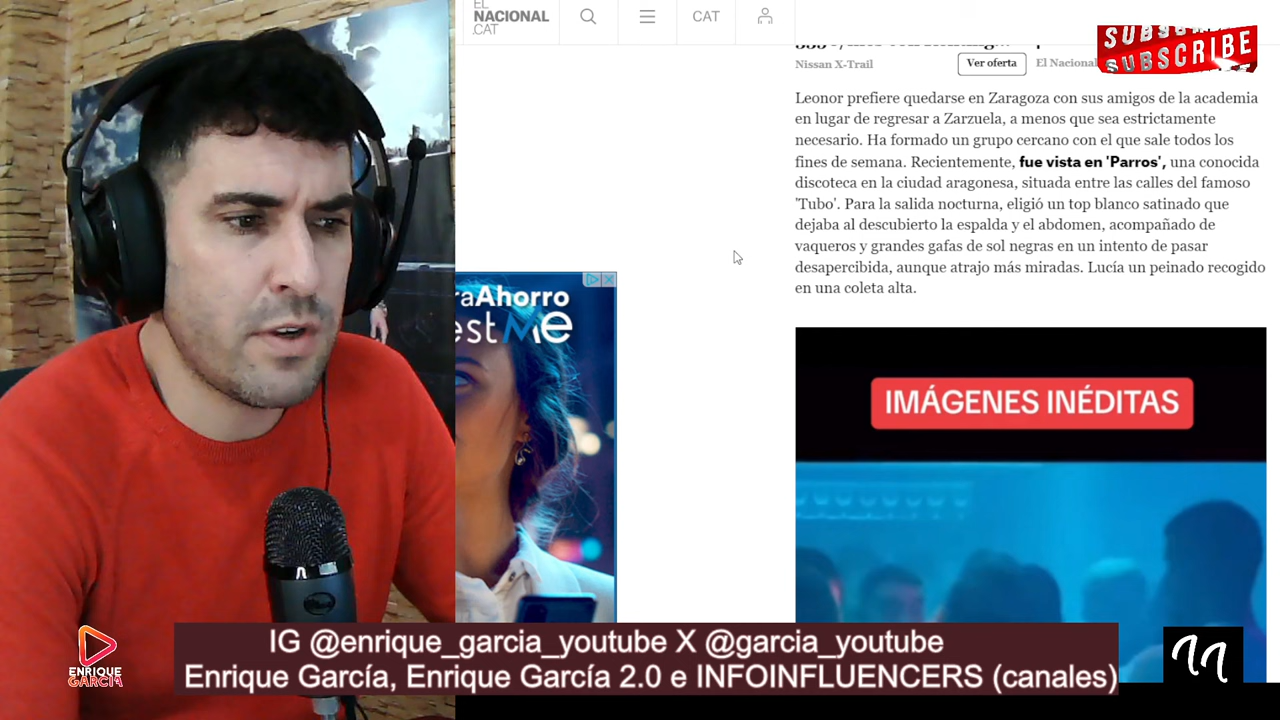 EL
NACIONAL
.CAT
CAT
SUBSCRIBE
SUBSCRIBE
Nissan X-Trail
Ver oferta
El Nacional
Leonor prefiere quedarse en Zaragoza con sus amigos de la academia
en lugar de regresar a Zarzuela, a menos que sea estrictamente
necesario. Ha formado un grupo cercano con el que sale todos los
fines de semana. Recientemente, fue vista en 'Parros', una conocida
discoteca en la ciudad aragonesa, situada entre las calles del famoso
'Tubo'. Para la salida nocturna, eligió un top blanco satinado que
dejaba al descubierto la espalda y el abdomen, acompañado de
vaqueros y grandes gafas de sol negras en un intento de pasar
desapercibida, aunque atrajo más miradas. Lucía un peinado recogido
en una coleta alta.
raAhorro
estMe
IMÁGENES INÉDITAS
IG @enrique_garcia_youtube X @garcia_youtube
Enrique García, Enrique García 2.0 e INFOINFLUENCERS (canales)
ENRIQUE
GARCÍA